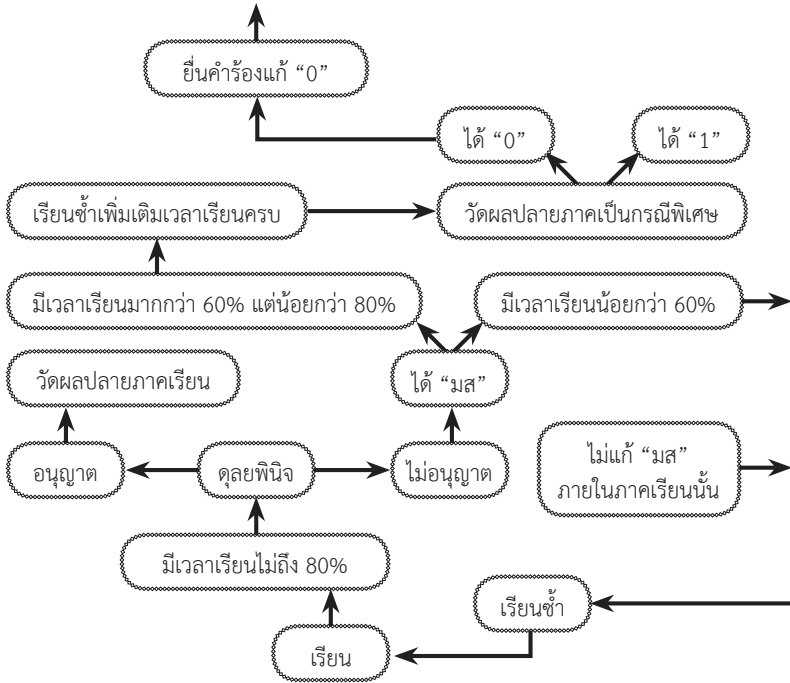 ยื่นคำร้องแก้ “0”
ได้ “0”
ได้ “1”
เรียนซ้ำเพิ่มเติมเวลาเรียนครบ
วัดผลปลายภาคเป็นกรณีพิเศษ
มีเวลาเรียนมากกว่า 60% แต่น้อยกว่า 80%
มีเวลาเรียนน้อยกว่า 60%
วัดผลปลายภาคเรียน
ได้ “มส”
อนุญาต
ดุลยพินิจ
ไม่อนุญาต
ไม่แก้ “มส”
ภายในภาคเรียนนั้น
มีเวลาเรียนไม่ถึง 80%
เรียนซ้ำ
เรียน